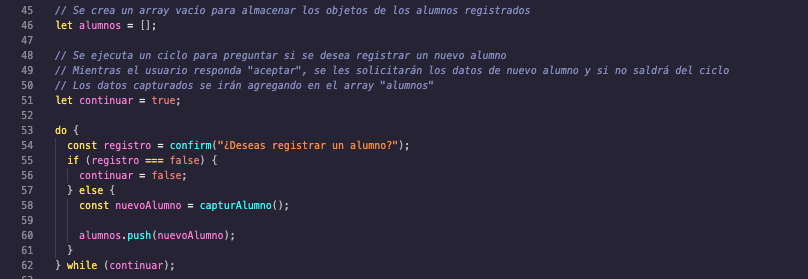 45 // Se crea un array vacío para almacenar los objetos de los alumnos registrados
46 let alumnos = [];
47
48 // Se ejecuta un ciclo para preguntar si se desea registrar un nuevo alumno
49 // Mientras el usuario responda "aceptar", se les solicitarán los datos de nuevo alumno y si no saldrá del ciclo
50 // Los datos capturados se irán agregando en el array "alumnos"
51 let continuar = true;
52
53 do {
54 const registro = confirm("¿Deseas registrar un alumno?");
55 if (registro === false) {
56 continuar = false;
57 } else {
58 const nuevoAlumno = capturAlumno();
59
60 alumnos.push(nuevoAlumno);
61 }
62 } while (continuar);